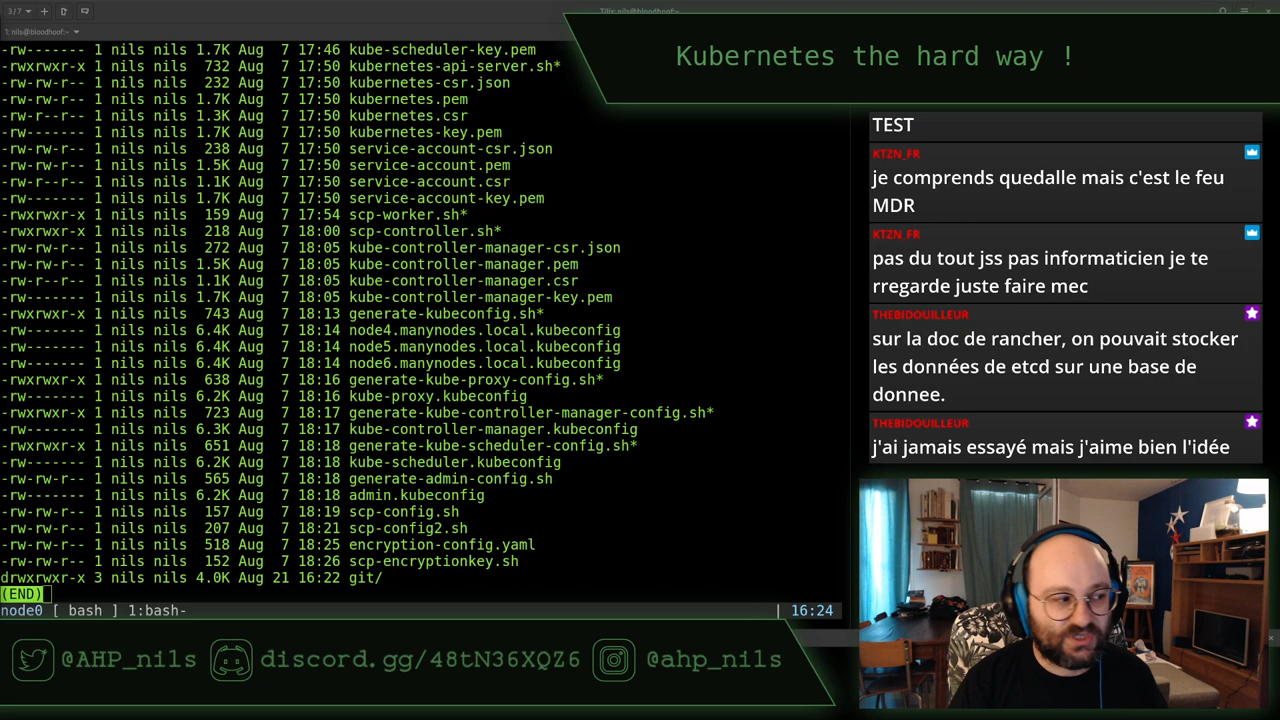 3/7
Tilix: nils@bloodhoof:~
1: nils@bloodhoof:~
Kubernetes the hard way !
-rw------- 1 nils nils 1.7K Aug  7 17:46 kube-scheduler-key.pem
-rwxrwxr-x 1 nils nils  732 Aug  7 17:50 kubernetes-api-server.sh*
-rw-rw-r-- 1 nils nils  232 Aug  7 17:50 kubernetes-csr.json
-rw-rw-r-- 1 nils nils 1.7K Aug  7 17:50 kubernetes.pem
-rw-r--r-- 1 nils nils 1.3K Aug  7 17:50 kubernetes.csr
-rw------- 1 nils nils 1.7K Aug  7 17:50 kubernetes-key.pem
-rw-rw-r-- 1 nils nils  238 Aug  7 17:50 service-account-csr.json
-rw-rw-r-- 1 nils nils 1.5K Aug  7 17:50 service-account.pem
-rw-r--r-- 1 nils nils 1.1K Aug  7 17:50 service-account.csr
-rw------- 1 nils nils 1.7K Aug  7 17:50 service-account-key.pem
-rwxrwxr-x 1 nils nils  159 Aug  7 17:54 scp-worker.sh*
-rwxrwxr-x 1 nils nils  218 Aug  7 18:00 scp-controller.sh*
-rw-rw-r-- 1 nils nils  272 Aug  7 18:05 kube-controller-manager-csr.json
-rw-rw-r-- 1 nils nils 1.5K Aug  7 18:05 kube-controller-manager.pem
-rw-r--r-- 1 nils nils 1.1K Aug  7 18:05 kube-controller-manager.csr
-rw------- 1 nils nils 1.7K Aug  7 18:05 kube-controller-manager-key.pem
-rwxrwxr-x 1 nils nils  743 Aug  7 18:13 generate-kubeconfig.sh*
-rw------- 1 nils nils 6.4K Aug  7 18:14 node4.manynodes.local.kubeconfig
-rw------- 1 nils nils 6.4K Aug  7 18:14 node5.manynodes.local.kubeconfig
-rw------- 1 nils nils 6.4K Aug  7 18:14 node6.manynodes.local.kubeconfig
-rwxrwxr-x 1 nils nils  638 Aug  7 18:16 generate-kube-proxy-config.sh*
-rw------- 1 nils nils 6.2K Aug  7 18:16 kube-proxy.kubeconfig
-rwxrwxr-x 1 nils nils  723 Aug  7 18:17 generate-kube-controller-manager-config.sh*
-rw------- 1 nils nils 6.3K Aug  7 18:17 kube-controller-manager.kubeconfig
-rwxrwxr-x 1 nils nils  651 Aug  7 18:18 generate-kube-scheduler-config.sh*
-rw------- 1 nils nils 6.2K Aug  7 18:18 kube-scheduler.kubeconfig
-rw-rw-r-- 1 nils nils  565 Aug  7 18:18 generate-admin-config.sh
-rw------- 1 nils nils 6.2K Aug  7 18:18 admin.kubeconfig
-rw-rw-r-- 1 nils nils  157 Aug  7 18:19 scp-config.sh
-rw-rw-r-- 1 nils nils  207 Aug  7 18:21 scp-config2.sh
-rw-rw-r-- 1 nils nils  518 Aug  7 18:25 encryption-config.yaml
-rw-rw-r-- 1 nils nils  152 Aug  7 18:26 scp-encryptionkey.sh
drwxrwxr-x 3 nils nils 4.0K Aug 21 16:22 git/
(END)
node0 [ bash ] 1:bash- | 16:24
TEST
KTZN_FR
je comprends quedalle mais c'est le feu
MDR
KTZN_FR
pas du tout jss pas informaticien je te
rregarde juste faire mec
THEBIDOUILLEUR
sur la doc de rancher, on pouvait stocker
les données de etcd sur une base de
donnee.
THEBIDOUILLEUR
j'ai jamais essayé mais j'aime bien l'idée
@AHP_nils discord.gg/48tN36XQZ6 @ahp_nils